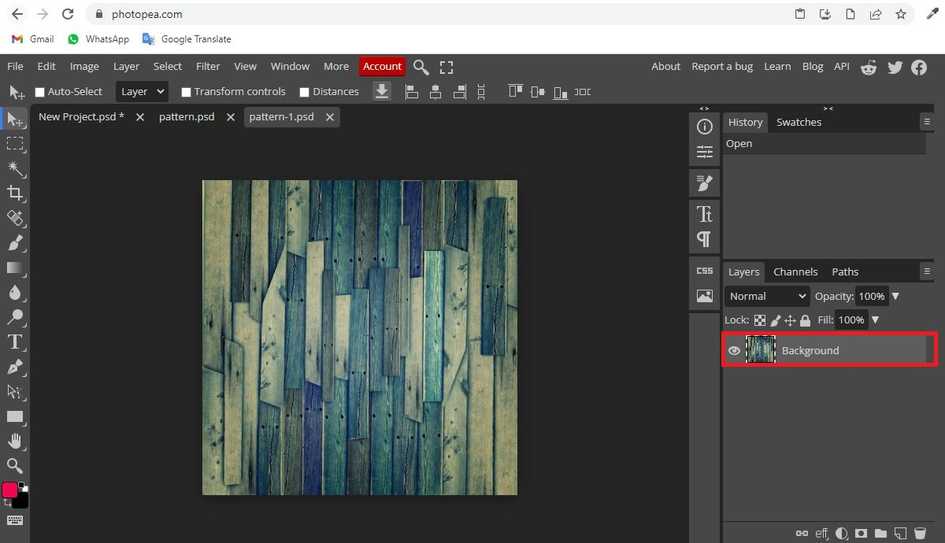 photopea.com
Gmail WhatsApp Google Translate
File Edit Image Layer Select Filter View Window More Account About Report a bug Learn Blog API
Auto-Select Layer Transform controls Distances
New Project.psd * pattern.psd pattern-1.psd
History Swatches
Open
Layers Channels Paths
Normal Opacity: 100%
Lock: Fill: 100%
Background
CSS
eff